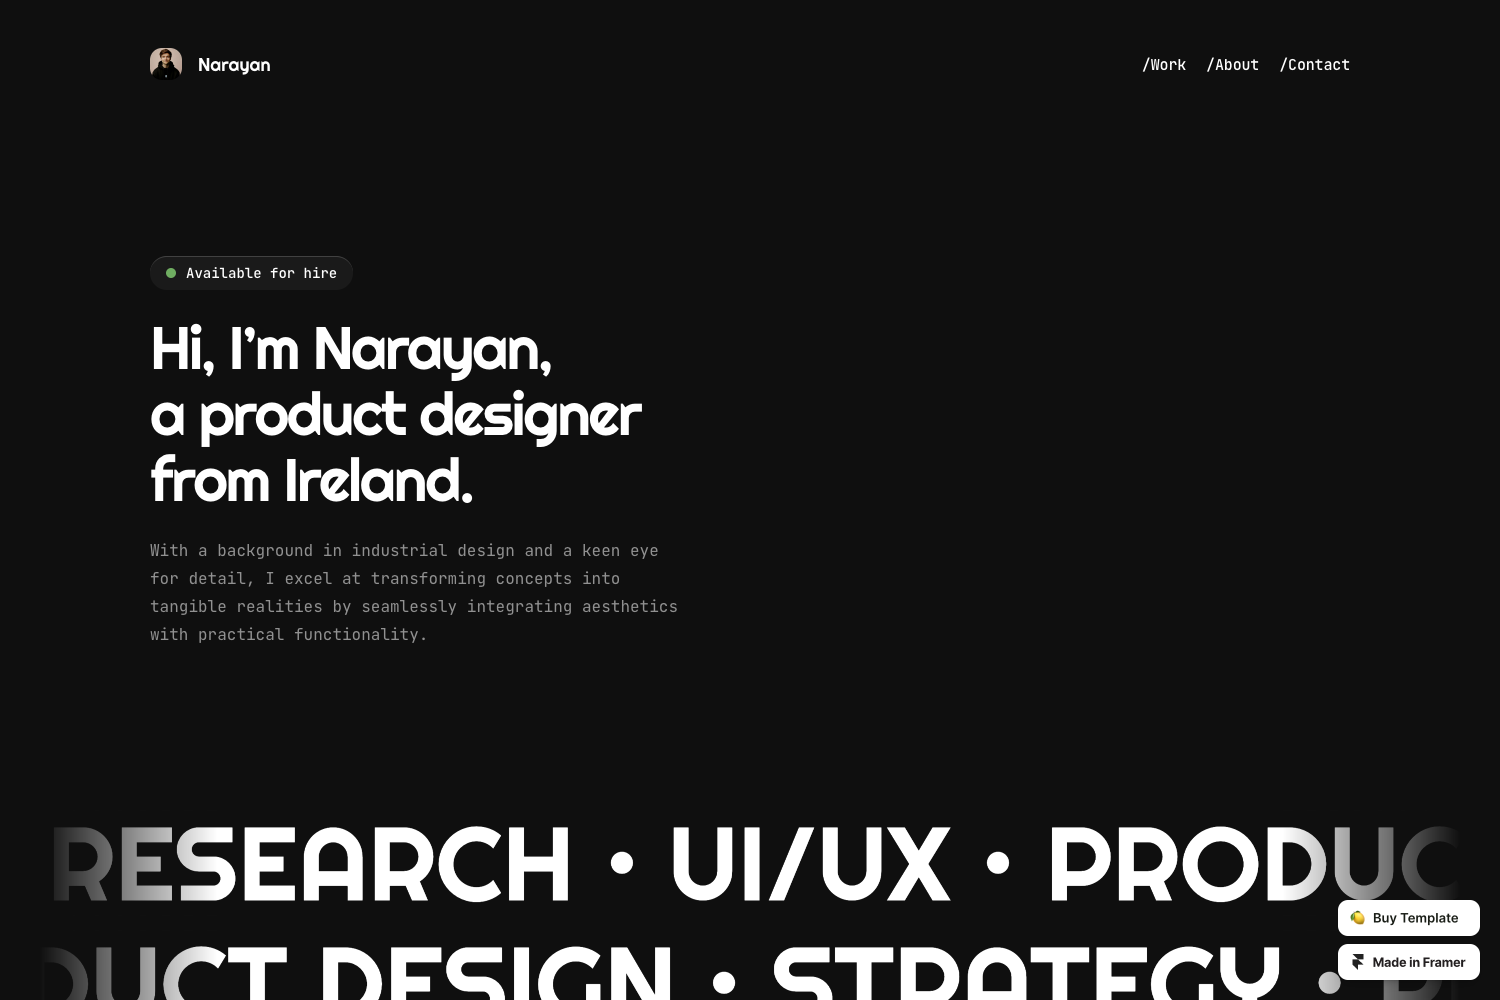 Narayan
/Work /About /Contact
Available for hire
Hi, I’m Narayan,
a product designer
from Ireland.
With a background in industrial design and a keen eye
for detail, I excel at transforming concepts into
tangible realities by seamlessly integrating aesthetics
with practical functionality.
RESEARCH • UI/UX • PRODUC
DUCT DESIGN • STRATEGY •
Buy Template
Made in Framer